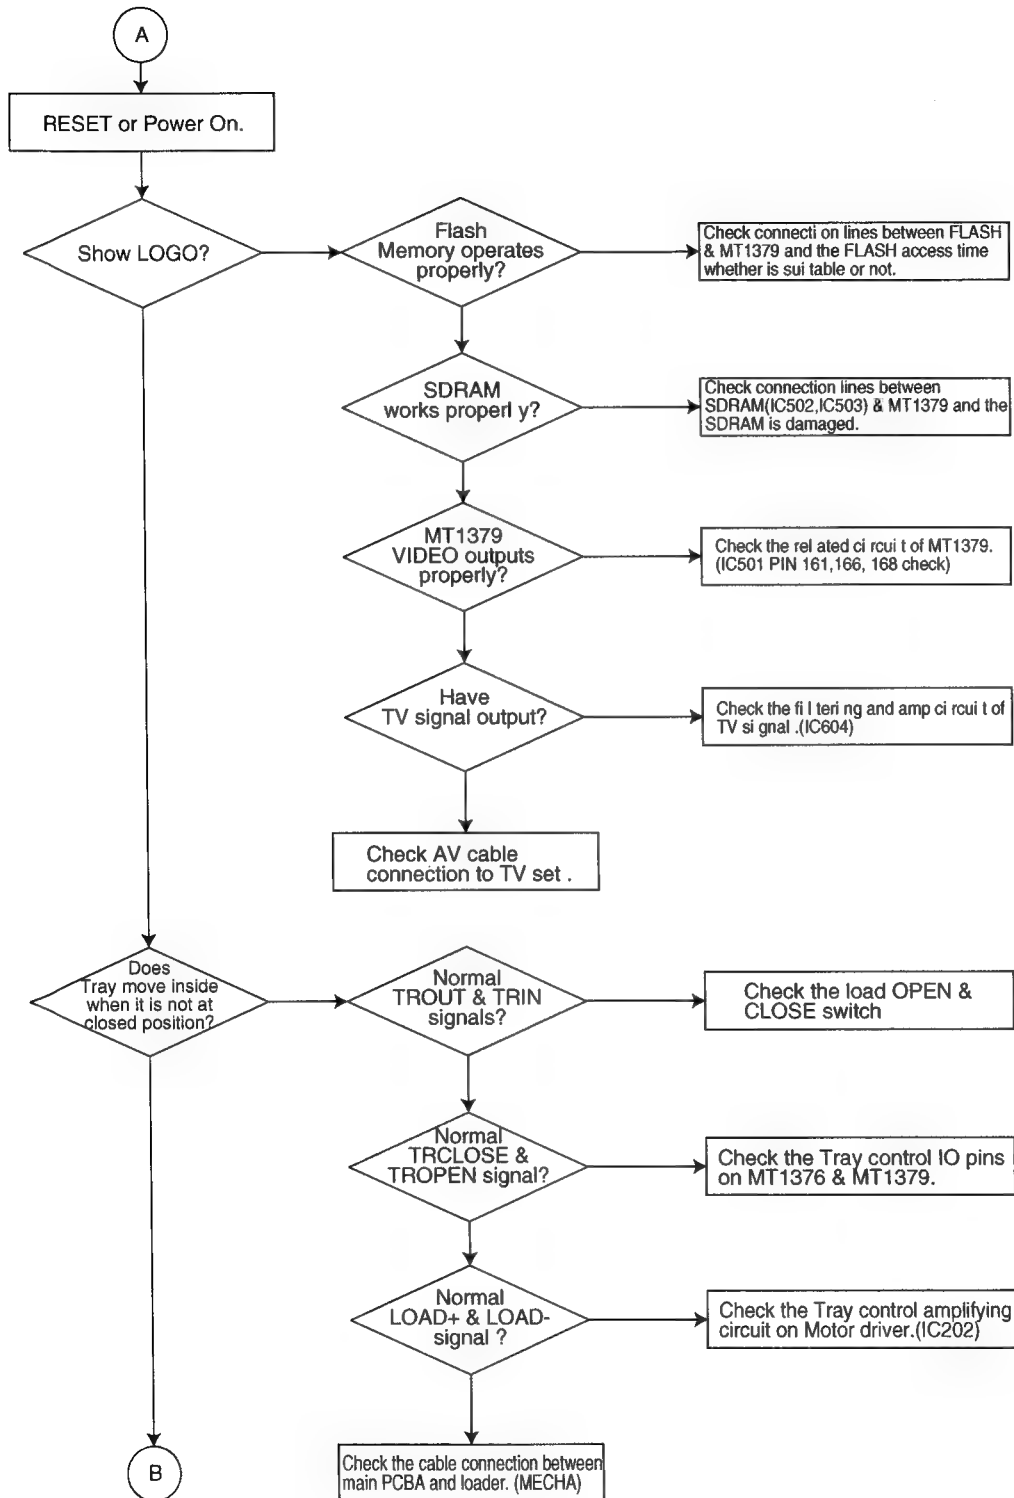 A
RESET or Power On.
Show LOGO?
Flash
Memory operates
properly?
Check connecti on lines between FLASH
& MT1379 and the FLASH access time
whether is sui table or not.
SDRAM
works properl y?
Check connection lines between
SDRAM(IC502,IC503) & MT1379 and the
SDRAM is damaged.
MT1379
VIDEO outputs
properly?
Check the rel ated ci rcui t of MT1379.
(IC501 PIN 161,166, 168 check)
Have
TV signal output?
Check the fi l teri ng and amp ci rcui t of
TV si gnal .(IC604)
Check AV cable
connection to TV set .
Does
Tray move inside
when it is not at
closed position?
Normal
TROUT & TRIN
signals?
Check the load OPEN &
CLOSE switch
Normal
TRCLOSE &
TROPEN signal?
Check the Tray control IO pins
on MT1376 & MT1379.
Normal
LOAD+ & LOAD-
signal ?
Check the Tray control amplifying
circuit on Motor driver.(IC202)
Check the cable connection between
main PCBA and loader. (MECHA)
B